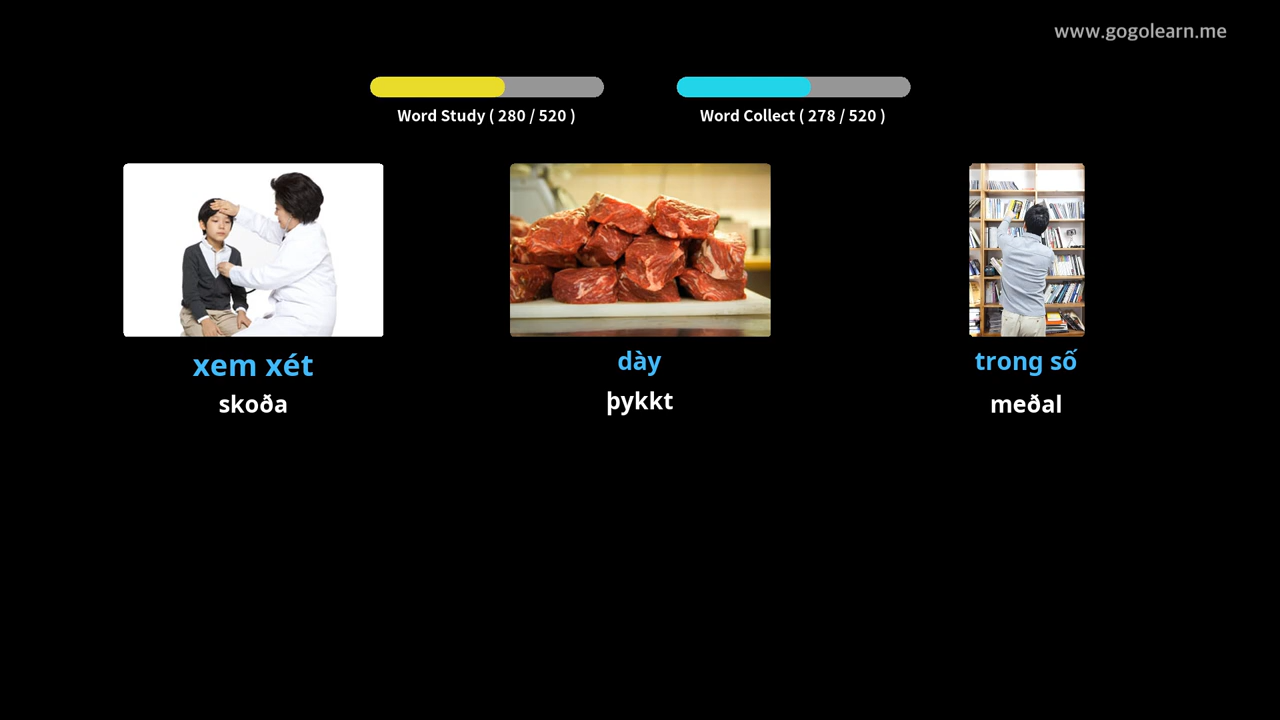 www.gogolearn.me
Word Study ( 280 / 520 )
Word Collect ( 278 / 520 )
xem xét
skoða
dày
þykkt
trong số
meðal